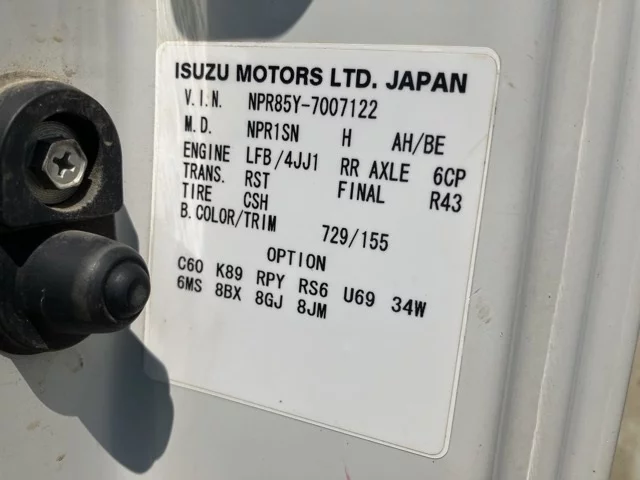 ISUZU MOTORS LTD. JAPAN
V.I.N. NPR85Y-7007122
M.D. NPR1SN H AH/BE
ENGINE LFB/4JJ1 RR AXLE 6CP
TRANS. RST FINAL R43
TIRE CSH
B.COLOR/TRIM 729/155
OPTION
C60 K89 RPY RS6 U69 34W
6MS 8BX 8GJ 8JM